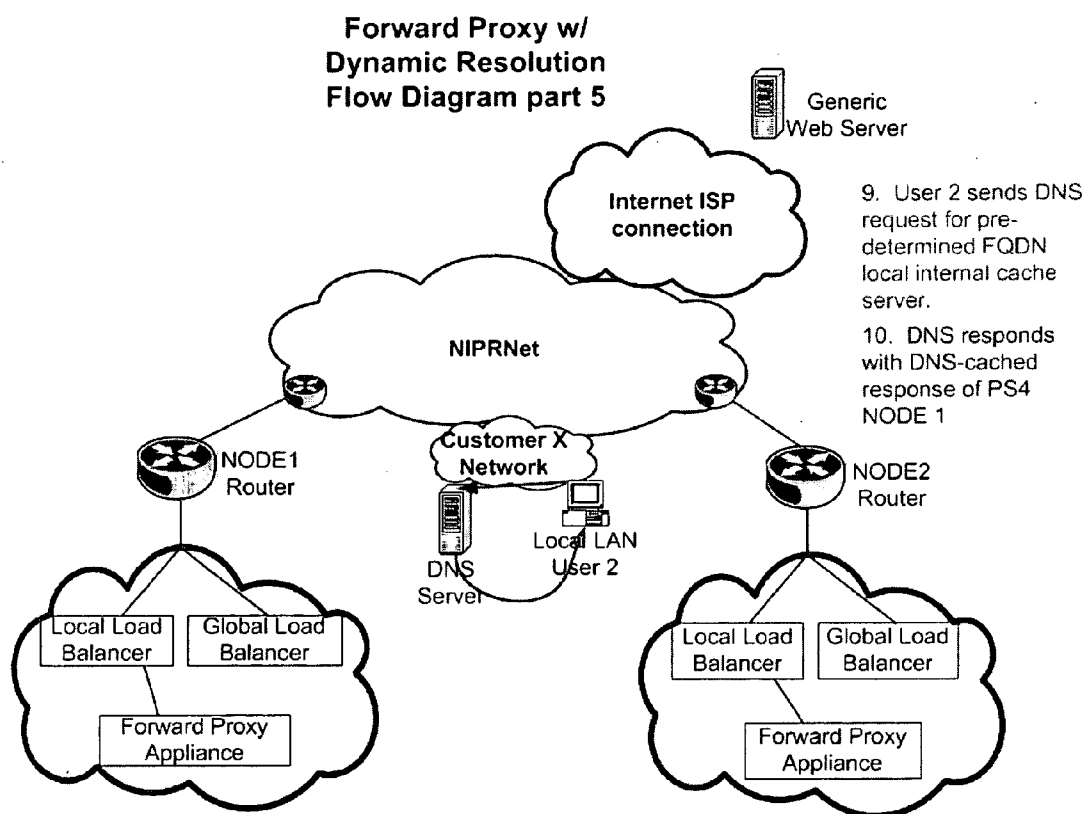 Forward Proxy w/
Dynamic Resolution
Flow Diagram part 5
Generic
Web Server
Internet ISP
connection
9. User 2 sends DNS
request for pre-
determined FQDN
local internal cache
server.
10. DNS responds
with DNS-cached
response of PS4
NODE 1
NIPRNet
Customer X
Network
NODE1
Router
NODE2
Router
DNS
Server
Local LAN
User 2
Local Load
Balancer
Global Load
Balancer
Forward Proxy
Appliance
Local Load
Balancer
Global Load
Balancer
Forward Proxy
Appliance